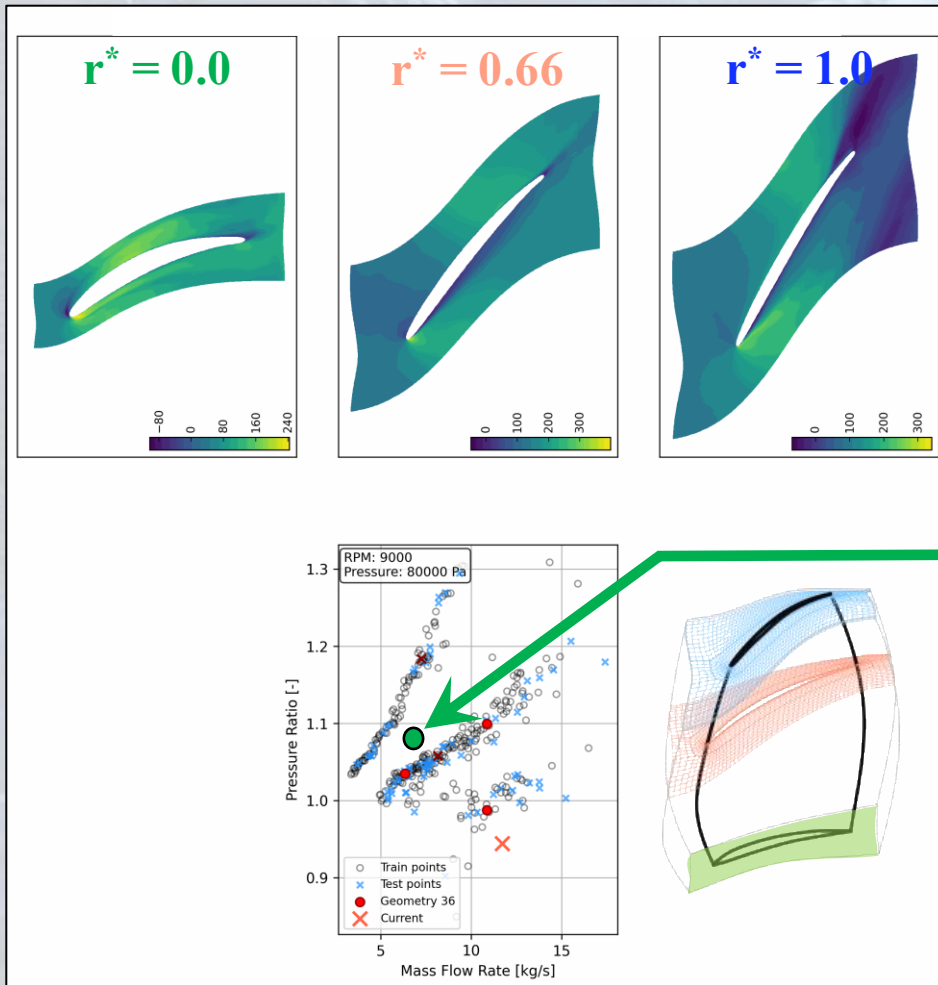 r* = 0.0
r* = 0.66
r* = 1.0
−80
0
80
160
240
0
100
200
300
0
100
200
300
RPM: 9000
Pressure: 80000 Pa
1.3
1.2
1.1
1.0
0.9
Pressure Ratio [-]
Train points
Test points
Geometry 36
Current
5
10
15
Mass Flow Rate [kg/s]